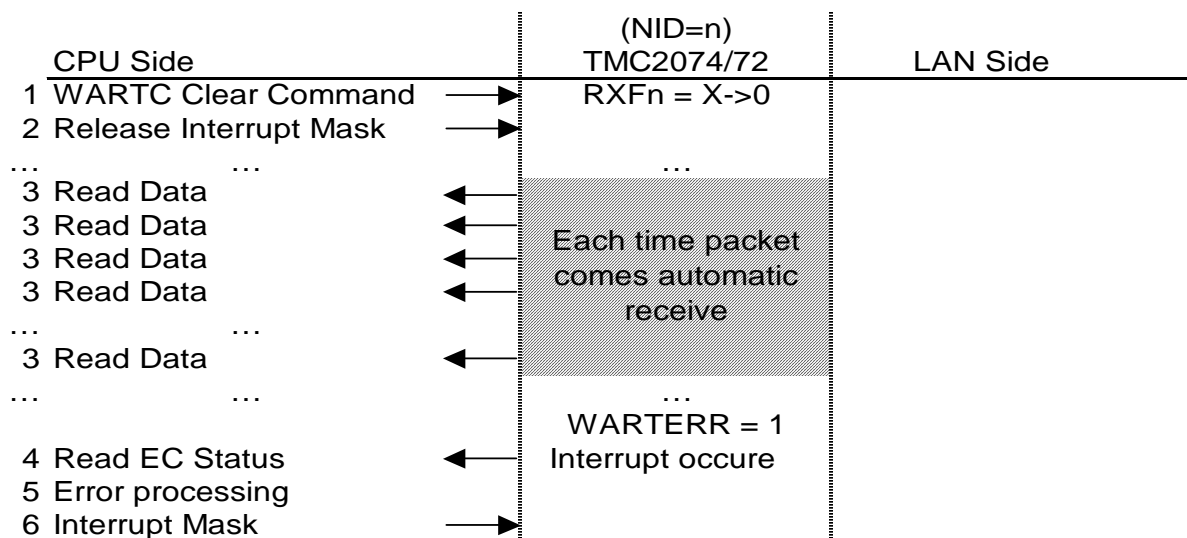 (NID=n)
CPU Side TMC2074/72 LAN Side
1 WARTC Clear Command RXFn = X->0
2 Release Interrupt Mask
... ... ...
3 Read Data
3 Read Data
Each time packet
3 Read Data
comes automatic
3 Read Data
receive
... ...
3 Read Data
... ... ...
WARTERR = 1
4 Read EC Status Interrupt occure
5 Error processing
6 Interrupt Mask